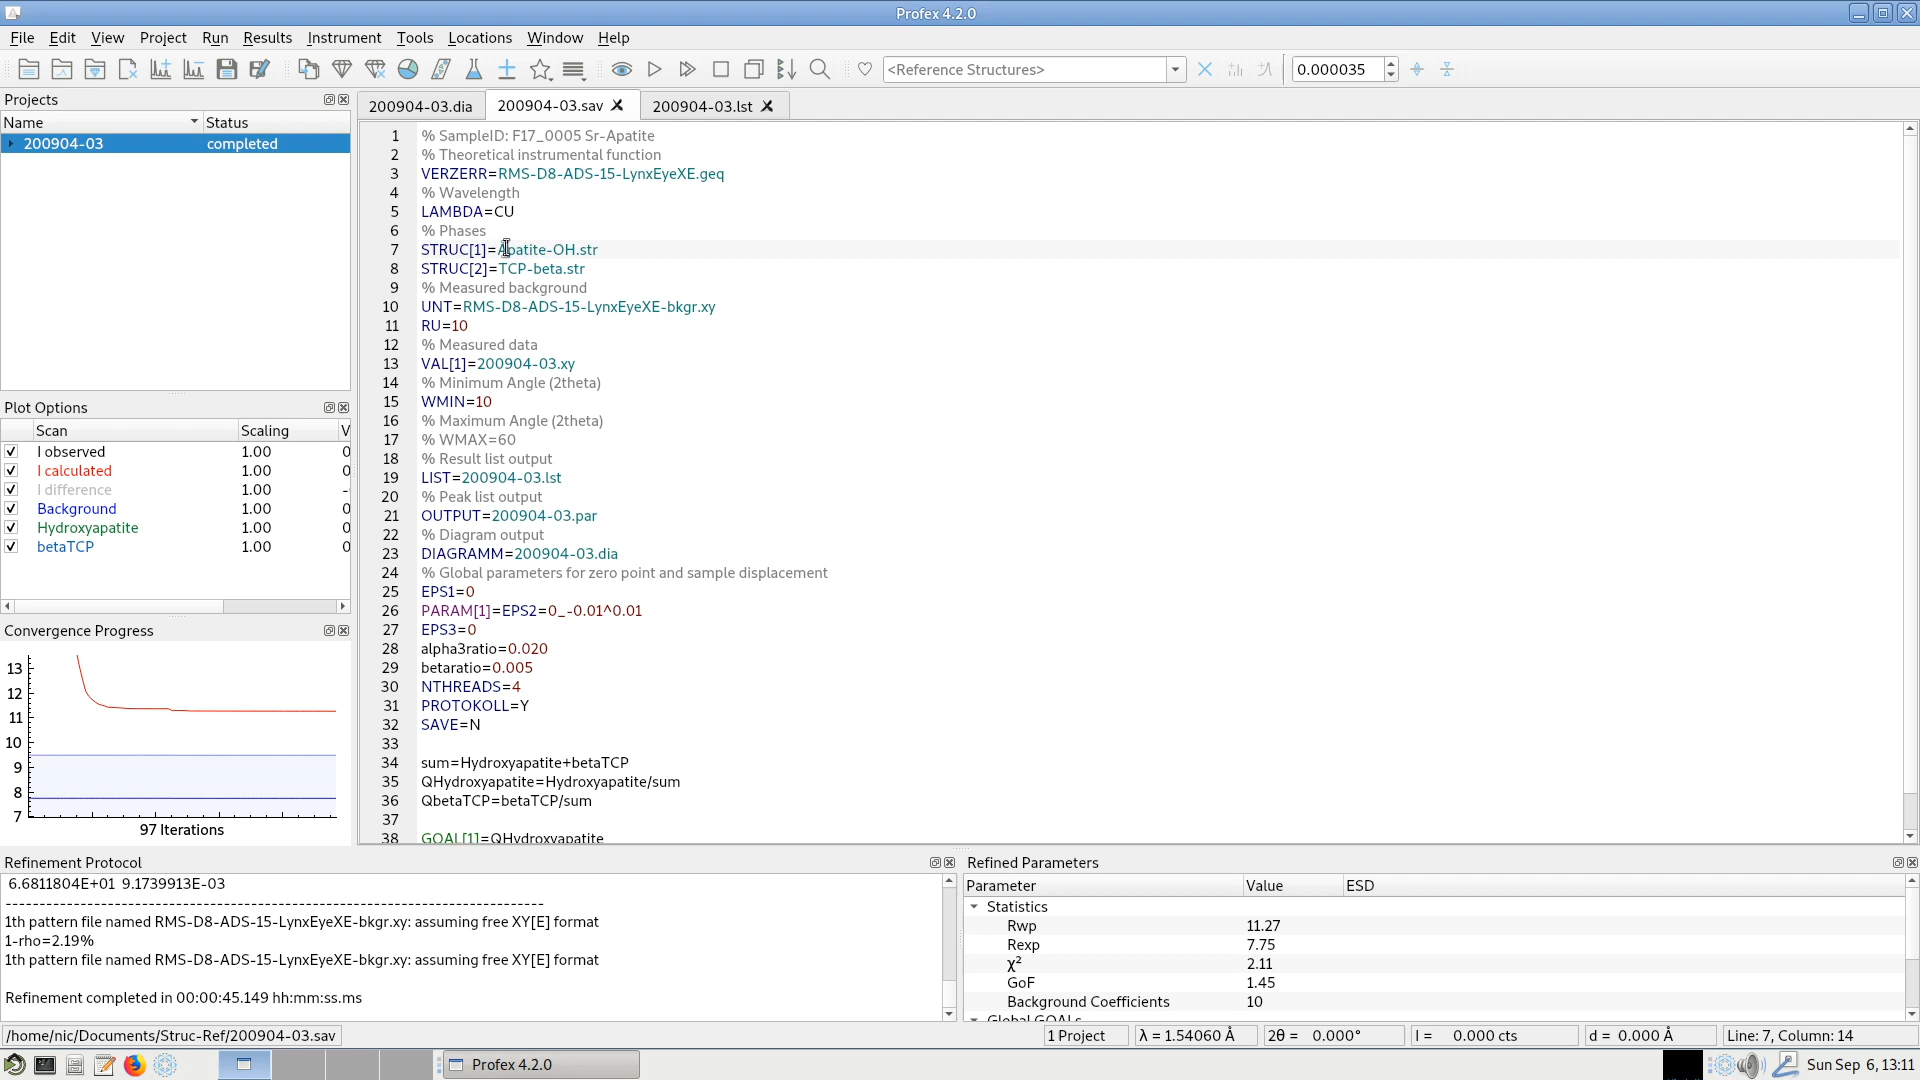 Profex 4.2.0
File Edit View Project Run Results Instrument Tools Locations Window Help
<Reference Structures>
0.000035
Projects
Name Status
200904-03 completed
Plot Options
Scan Scaling V
I observed 1.00 0
I calculated 1.00 0
I difference 1.00 -
Background 1.00 0
Hydroxyapatite 1.00 0
betaTCP 1.00 0
Convergence Progress
13
12
11
10
9
8
7
97 Iterations
200904-03.dia 200904-03.sav 200904-03.lst
1 % SampleID: F17_0005 Sr-Apatite
2 % Theoretical instrumental function
3 VERZERR=RMS-D8-ADS-15-LynxEyeXE.geq
4 % Wavelength
5 LAMBDA=CU
6 % Phases
7 STRUC[1]=Apatite-OH.str
8 STRUC[2]=TCP-beta.str
9 % Measured background
10 UNT=RMS-D8-ADS-15-LynxEyeXE-bkgr.xy
11 RU=10
12 % Measured data
13 VAL[1]=200904-03.xy
14 % Minimum Angle (2theta)
15 WMIN=10
16 % Maximum Angle (2theta)
17 % WMAX=60
18 % Result list output
19 LIST=200904-03.lst
20 % Peak list output
21 OUTPUT=200904-03.par
22 % Diagram output
23 DIAGRAMM=200904-03.dia
24 % Global parameters for zero point and sample displacement
25 EPS1=0
26 PARAM[1]=EPS2=0_-0.01^0.01
27 EPS3=0
28 alpha3ratio=0.020
29 betaratio=0.005
30 NTHREADS=4
31 PROTOKOLL=Y
32 SAVE=N
33
34 sum=Hydroxyapatite+betaTCP
35 QHydroxyapatite=Hydroxyapatite/sum
36 QbetaTCP=betaTCP/sum
37
38 GOAL[1]=QHydroxyapatite
Refinement Protocol
6.6811804E+01 9.1739913E-03
--------------------------------------------------------------------------------
1th pattern file named RMS-D8-ADS-15-LynxEyeXE-bkgr.xy: assuming free XY[E] format
1-rho=2.19%
1th pattern file named RMS-D8-ADS-15-LynxEyeXE-bkgr.xy: assuming free XY[E] format
Refinement completed in 00:00:45.149 hh:mm:ss.ms
Refined Parameters
Parameter Value ESD
Statistics
Rwp 11.27
Rexp 7.75
χ² 2.11
GoF 1.45
Background Coefficients 10
Global GOALs
/home/nic/Documents/Struc-Ref/200904-03.sav
1 Project λ = 1.54060 Å 2θ = 0.000° I = 0.000 cts d = 0.000 Å Line: 7, Column: 14
Profex 4.2.0
Sun Sep 6, 13:11